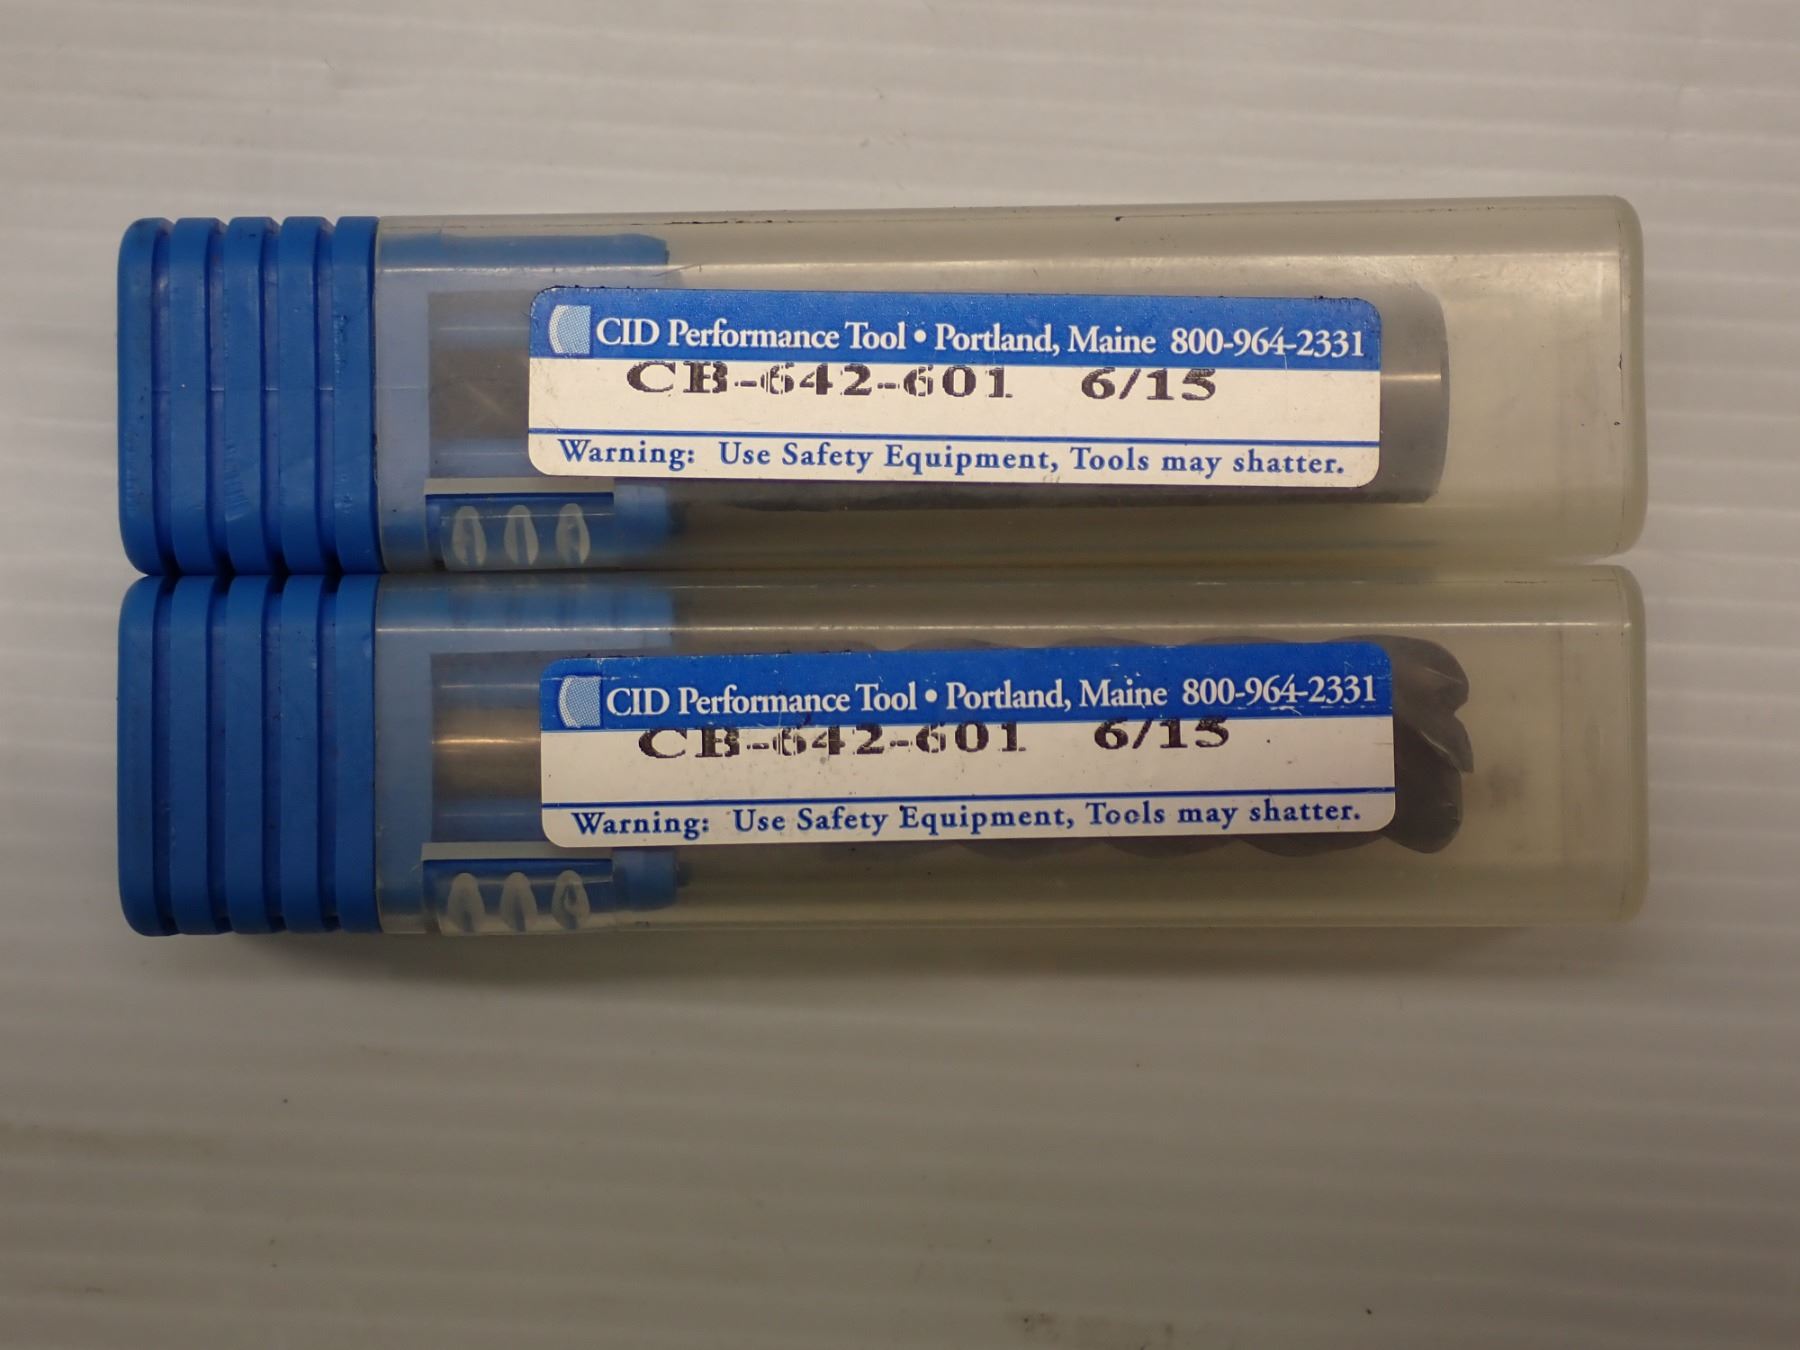 CID Performance Tool • Portland, Maine 800-964-2331
CB-642-601 6/15
Warning: Use Safety Equipment, Tools may shatter.
CID Performance Tool • Portland, Maine 800-964-2331
CB-642-601 6/15
Warning: Use Safety Equipment, Tools may shatter.